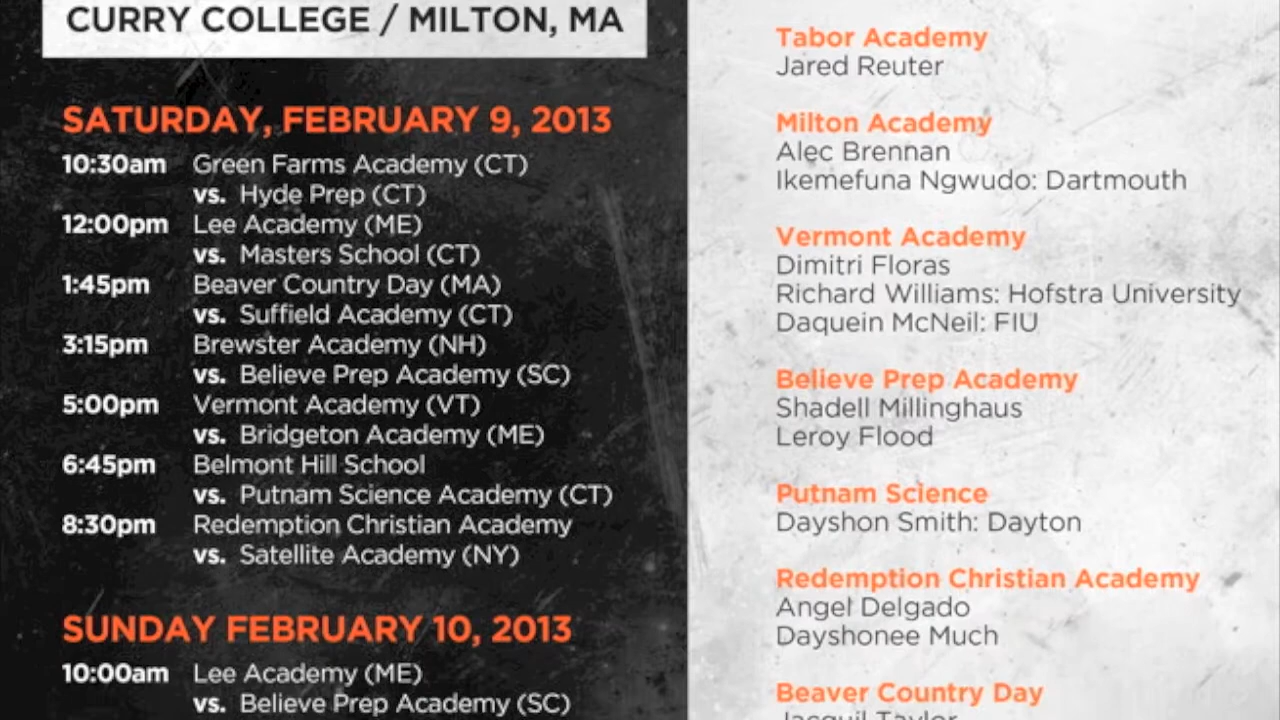 CURRY COLLEGE / MILTON, MA
SATURDAY, FEBRUARY 9, 2013
10:30am Green Farms Academy (CT)
vs. Hyde Prep (CT)
12:00pm Lee Academy (ME)
vs. Masters School (CT)
1:45pm Beaver Country Day (MA)
vs. Suffield Academy (CT)
3:15pm Brewster Academy (NH)
vs. Believe Prep Academy (SC)
5:00pm Vermont Academy (VT)
vs. Bridgeton Academy (ME)
6:45pm Belmont Hill School
vs. Putnam Science Academy (CT)
8:30pm Redemption Christian Academy
vs. Satellite Academy (NY)
SUNDAY FEBRUARY 10, 2013
10:00am Lee Academy (ME)
vs. Believe Prep Academy (SC)
Tabor Academy
Jared Reuter
Milton Academy
Alec Brennan
Ikemefuna Ngwudo: Dartmouth
Vermont Academy
Dimitri Floras
Richard Williams: Hofstra University
Daquein McNeil: FIU
Believe Prep Academy
Shadell Millinghaus
Leroy Flood
Putnam Science
Dayshon Smith: Dayton
Redemption Christian Academy
Angel Delgado
Dayshonee Much
Beaver Country Day
Jacquil Taylor